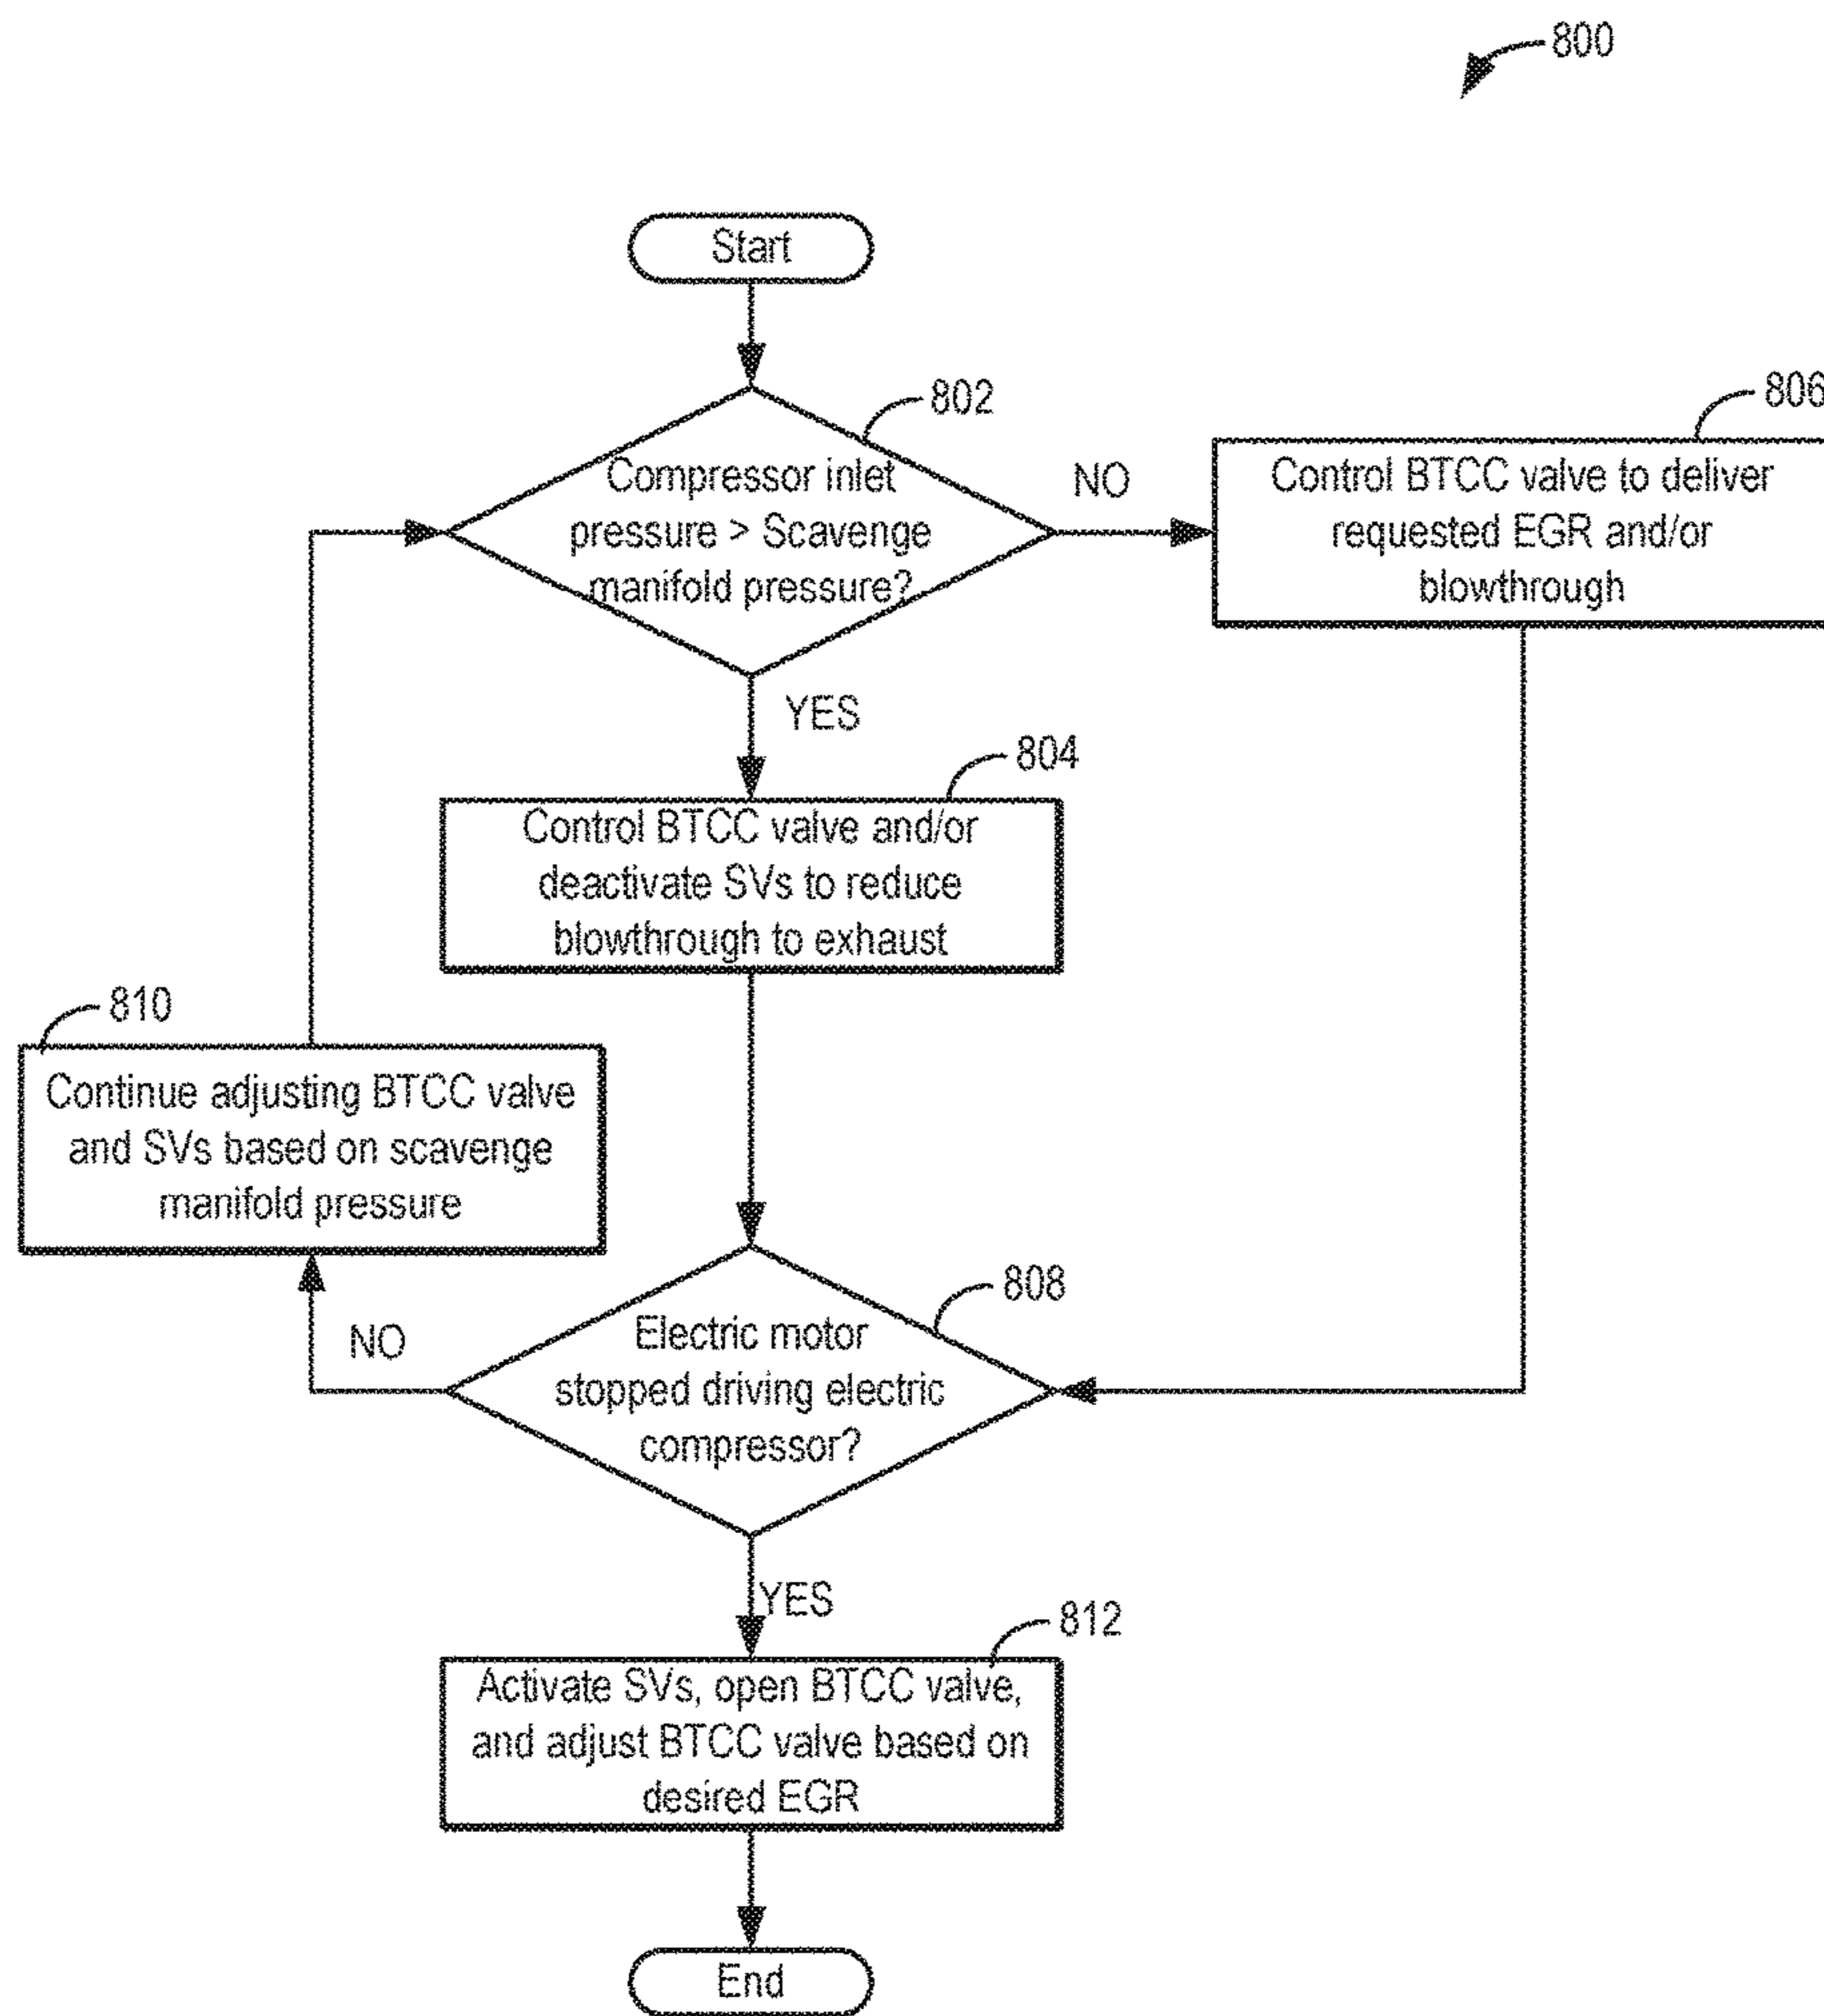 800
Start
802
Compressor inlet
pressure > Scavenge
manifold pressure?
NO
806
Control BTCC valve to deliver
requested EGR and/or
blowthrough
YES
804
Control BTCC valve and/or
deactivate SVs to reduce
blowthrough to exhaust
810
Continue adjusting BTCC valve
and SVs based on scavenge
manifold pressure
808
Electric motor
stopped driving electric
compressor?
NO
YES
812
Activate SVs, open BTCC valve,
and adjust BTCC valve based on
desired EGR
End